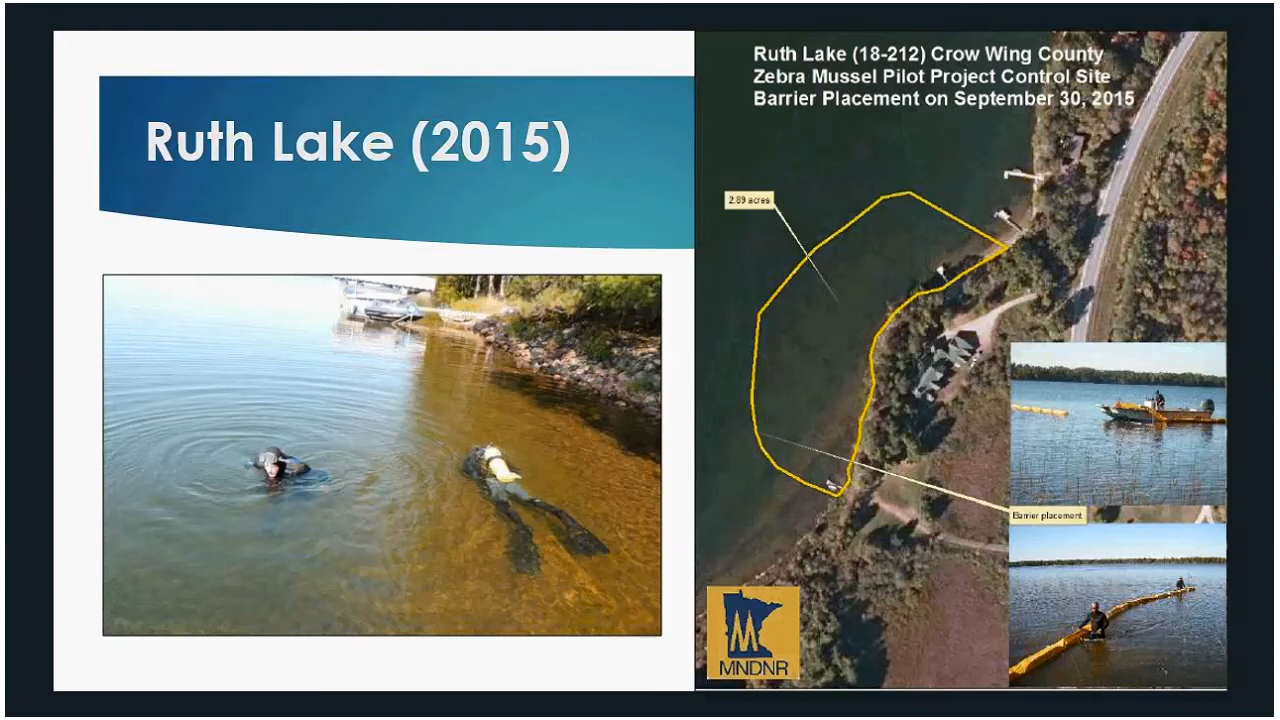 Ruth Lake (2015)
Ruth Lake (18-212) Crow Wing County
Zebra Mussel Pilot Project Control Site
Barrier Placement on September 30, 2015
2.89 acres
Barrier placement
MNDNR